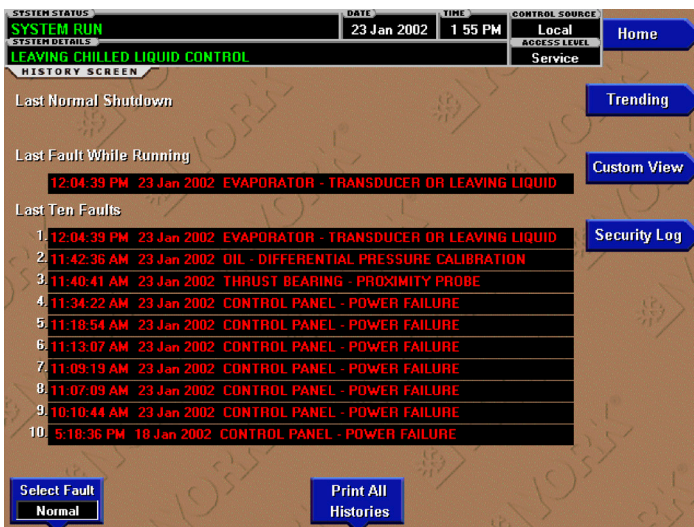 SYSTEM STATUS DATE TIME CONTROL SOURCE
SYSTEM RUN 23 Jan 2002 1 55 PM Local
SYSTEM DETAILS ACCESS LEVEL
LEAVING CHILLED LIQUID CONTROL Service
Home
HISTORY SCREEN
Last Normal Shutdown
Trending
Last Fault While Running
Custom View
12:04:39 PM 23 Jan 2002 EVAPORATOR - TRANSDUCER OR LEAVING LIQUID
Last Ten Faults
Security Log
1. 12:04:39 PM 23 Jan 2002 EVAPORATOR - TRANSDUCER OR LEAVING LIQUID
2. 11:42:36 AM 23 Jan 2002 OIL - DIFFERENTIAL PRESSURE CALIBRATION
3. 11:40:41 AM 23 Jan 2002 THRUST BEARING - PROXIMITY PROBE
4. 11:34:22 AM 23 Jan 2002 CONTROL PANEL - POWER FAILURE
5. 11:18:54 AM 23 Jan 2002 CONTROL PANEL - POWER FAILURE
6. 11:13:07 AM 23 Jan 2002 CONTROL PANEL - POWER FAILURE
7. 11:09:19 AM 23 Jan 2002 CONTROL PANEL - POWER FAILURE
8. 11:07:09 AM 23 Jan 2002 CONTROL PANEL - POWER FAILURE
9. 10:10:44 AM 23 Jan 2002 CONTROL PANEL - POWER FAILURE
10. 5:18:36 PM 18 Jan 2002 CONTROL PANEL - POWER FAILURE
Select Fault
Normal
Print All
Histories
YORK